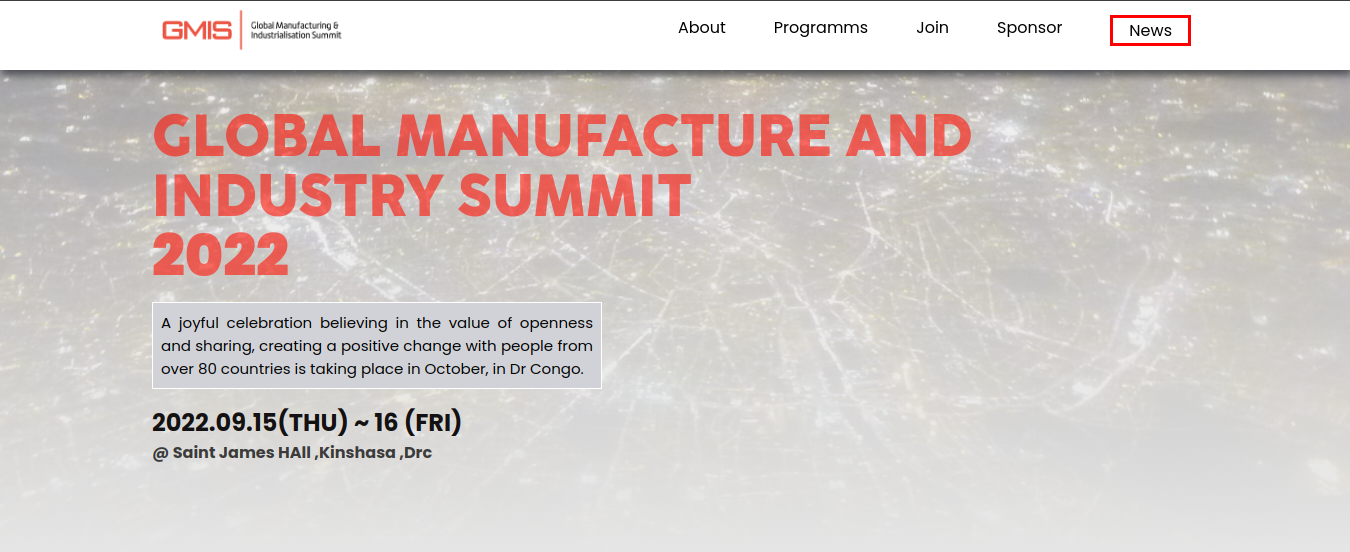 GMIS
Global Manufacturing &
Industrialisation Summit
About
Programms
Join
Sponsor
News
GLOBAL MANUFACTURE AND
INDUSTRY SUMMIT
2022
A joyful celebration believing in the value of openness
and sharing, creating a positive change with people from
over 80 countries is taking place in October, in Dr Congo.
2022.09.15(THU) ~ 16 (FRI)
@ Saint James HAll ,Kinshasa ,Drc